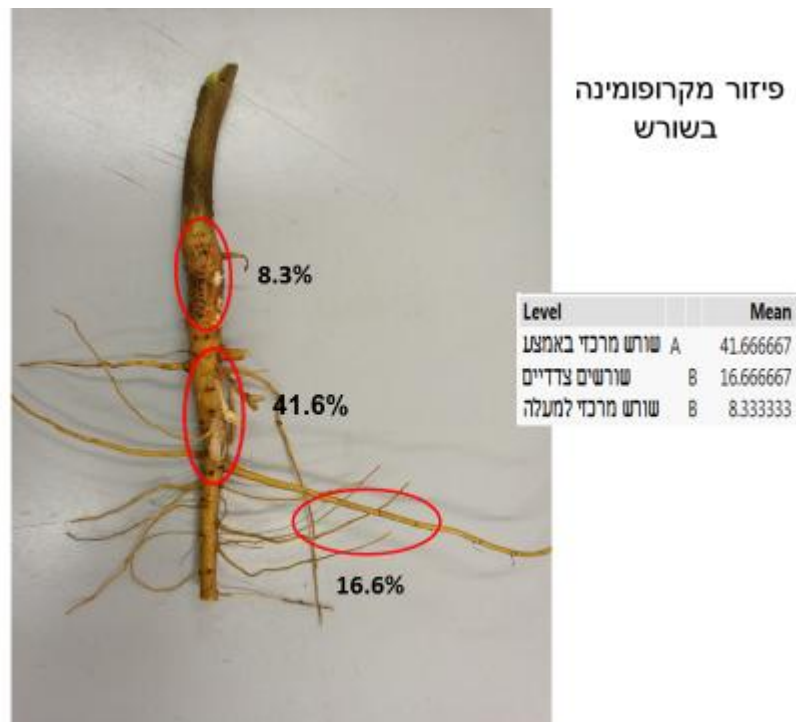 פיזור מקרופומינה
בשורש
8.3%
41.6%
16.6%
Level Mean
שורש מרכזי באמצע A 41.666667
שורשים צדדיים B 16.666667
שורש מרכזי למעלה B 8.333333